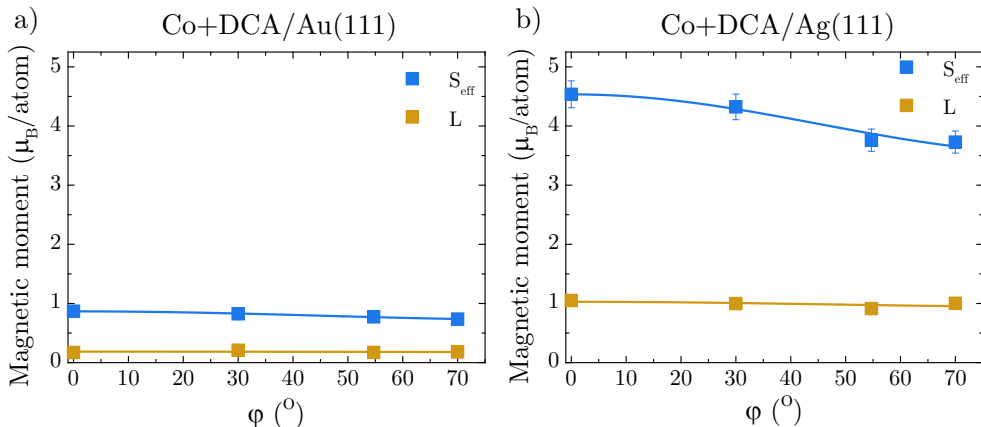 a)
Co+DCA/Au(111)
Magnetic moment (μB/atom)
5
4
3
2
1
0
Seff
L
0 10 20 30 40 50 60 70
φ (O)
b)
Co+DCA/Ag(111)
Magnetic moment (μB/atom)
5
4
3
2
1
0
Seff
L
0 10 20 30 40 50 60 70
φ (O)